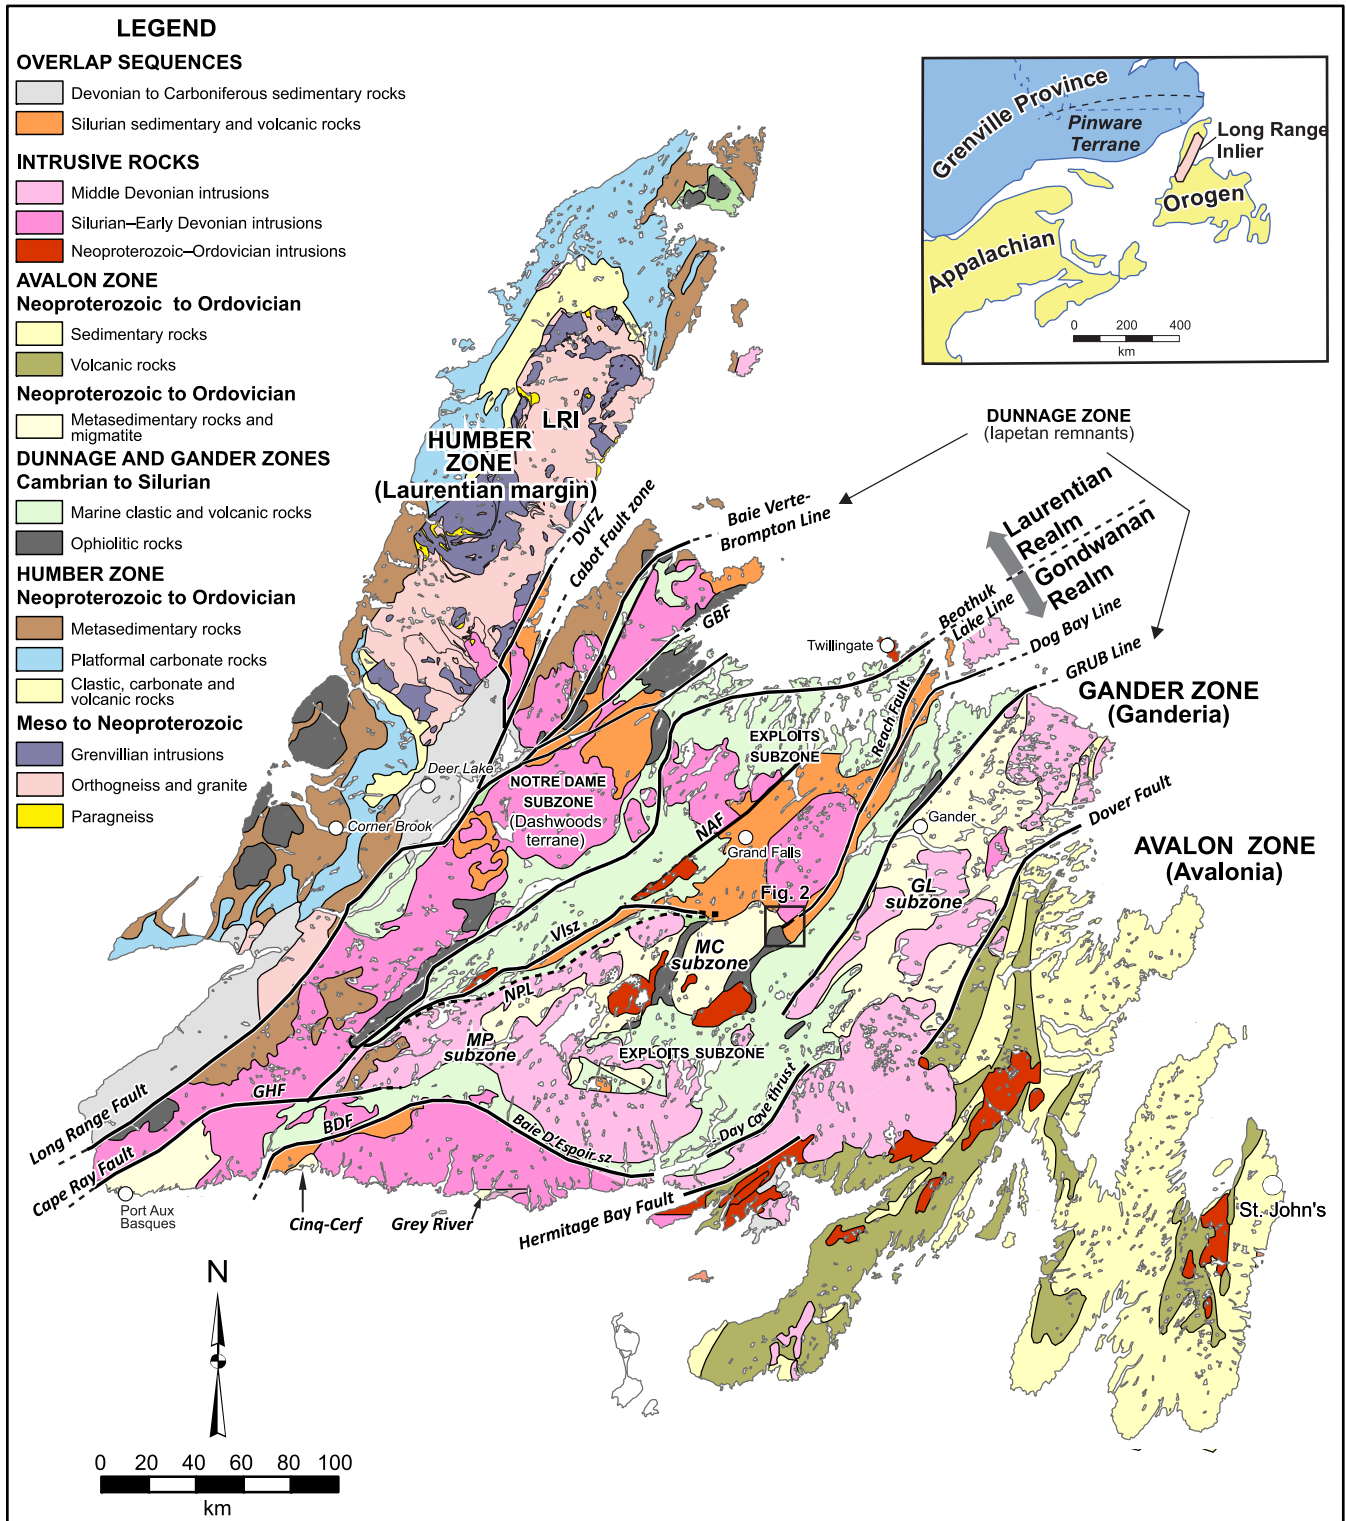 LEGEND
OVERLAP SEQUENCES
Devonian to Carboniferous sedimentary rocks
Silurian sedimentary and volcanic rocks
INTRUSIVE ROCKS
Middle Devonian intrusions
Silurian–Early Devonian intrusions
Neoproterozoic–Ordovician intrusions
AVALON ZONE
Neoproterozoic to Ordovician
Sedimentary rocks
Volcanic rocks
Neoproterozoic to Ordovician
Metasedimentary rocks and
migmatite
DUNNAGE AND GANDER ZONES
Cambrian to Silurian
Marine clastic and volcanic rocks
Ophiolitic rocks
HUMBER ZONE
Neoproterozoic to Ordovician
Metasedimentary rocks
Platformal carbonate rocks
Clastic, carbonate and
volcanic rocks
Meso to Neoproterozoic
Grenvillian intrusions
Orthogneiss and granite
Paragneiss
Grenville Province
Pinware
Terrane
Long Range
Inlier
Orogen
Appalachian
0 200 400
km
DUNNAGE ZONE
(Iapetan remnants)
LRI
HUMBER
ZONE
(Laurentian margin)
DVFZ
Cabot Fault zone
Baie Verte-
Brompton Line
GBF
Laurentian
Realm
Gondwanan
Realm
Beothuk
Lake Line
Dog Bay Line
GRUB Line
Twillingate
GANDER ZONE
(Ganderia)
Reach Fault
EXPLOITS
SUBZONE
Deer Lake
NOTRE DAME
SUBZONE
(Dashwoods
terrane)
Corner Brook
NAF
Grand Falls
Gander
Dover Fault
AVALON ZONE
(Avalonia)
Fig. 2
GL
subzone
Vlsz
MC
subzone
NPL
MP
subzone
EXPLOITS SUBZONE
GHF
BDF
Baie D'Espoir sz
Day Cove thrust
Long Range Fault
Cape Ray Fault
Port Aux
Basques
Cinq-Cerf
Grey River
Hermitage Bay Fault
St. John's
N
0 20 40 60 80 100
km